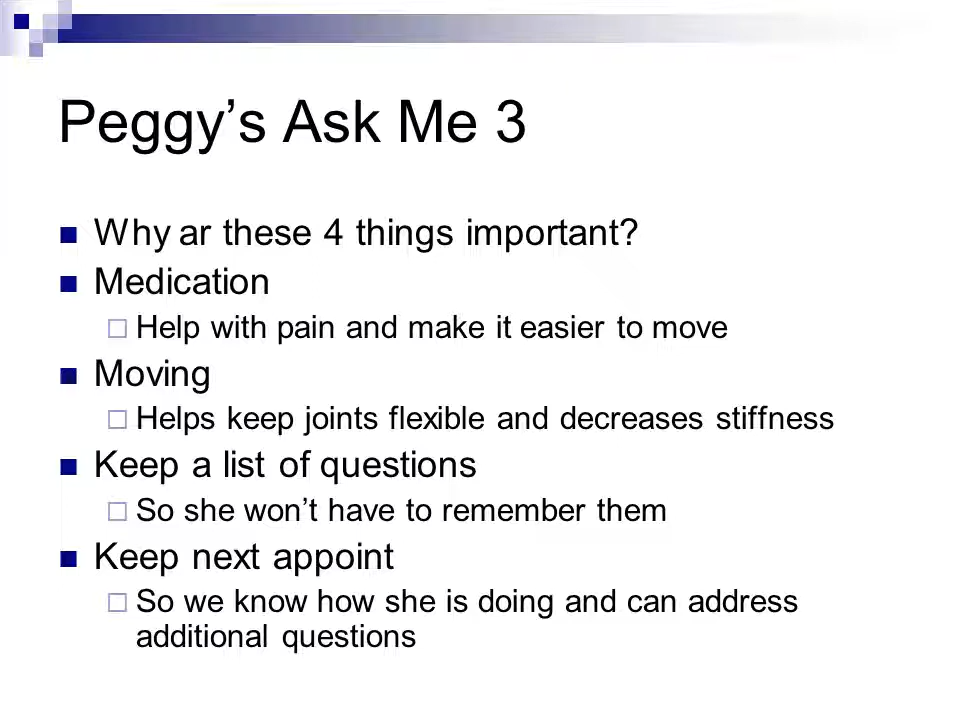 Peggy’s Ask Me 3
Why ar these 4 things important?
Medication
Help with pain and make it easier to move
Moving
Helps keep joints flexible and decreases stiffness
Keep a list of questions
So she won’t have to remember them
Keep next appoint
So we know how she is doing and can address
additional questions